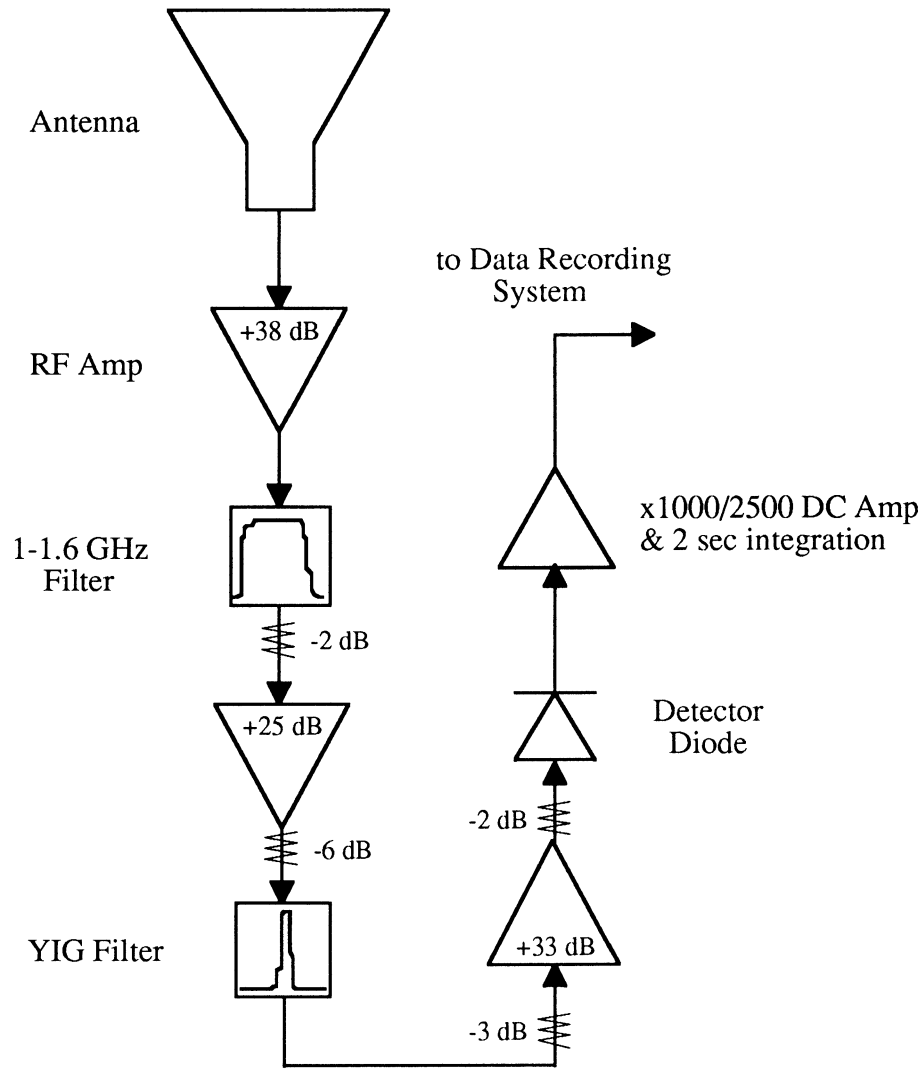 Antenna
+38 dB
RF Amp
1-1.6 GHz
Filter
-2 dB
+25 dB
-6 dB
YIG Filter
-3 dB
+33 dB
-2 dB
Detector
Diode
x1000/2500 DC Amp
& 2 sec integration
to Data Recording
System